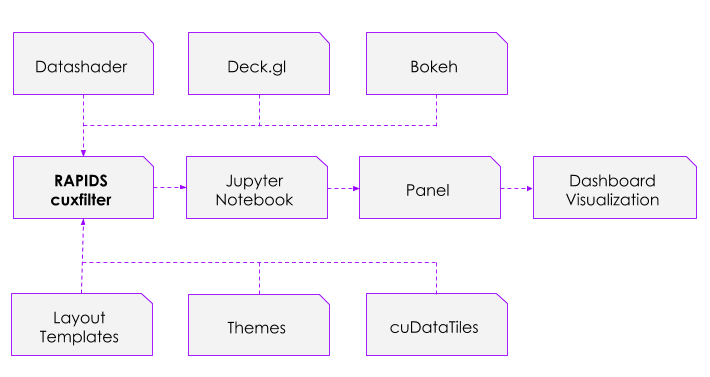 Datashader
Deck.gl
Bokeh
RAPIDS
cuxfilter
Jupyter
Notebook
Panel
Dashboard
Visualization
Layout
Templates
Themes
cuDataTiles